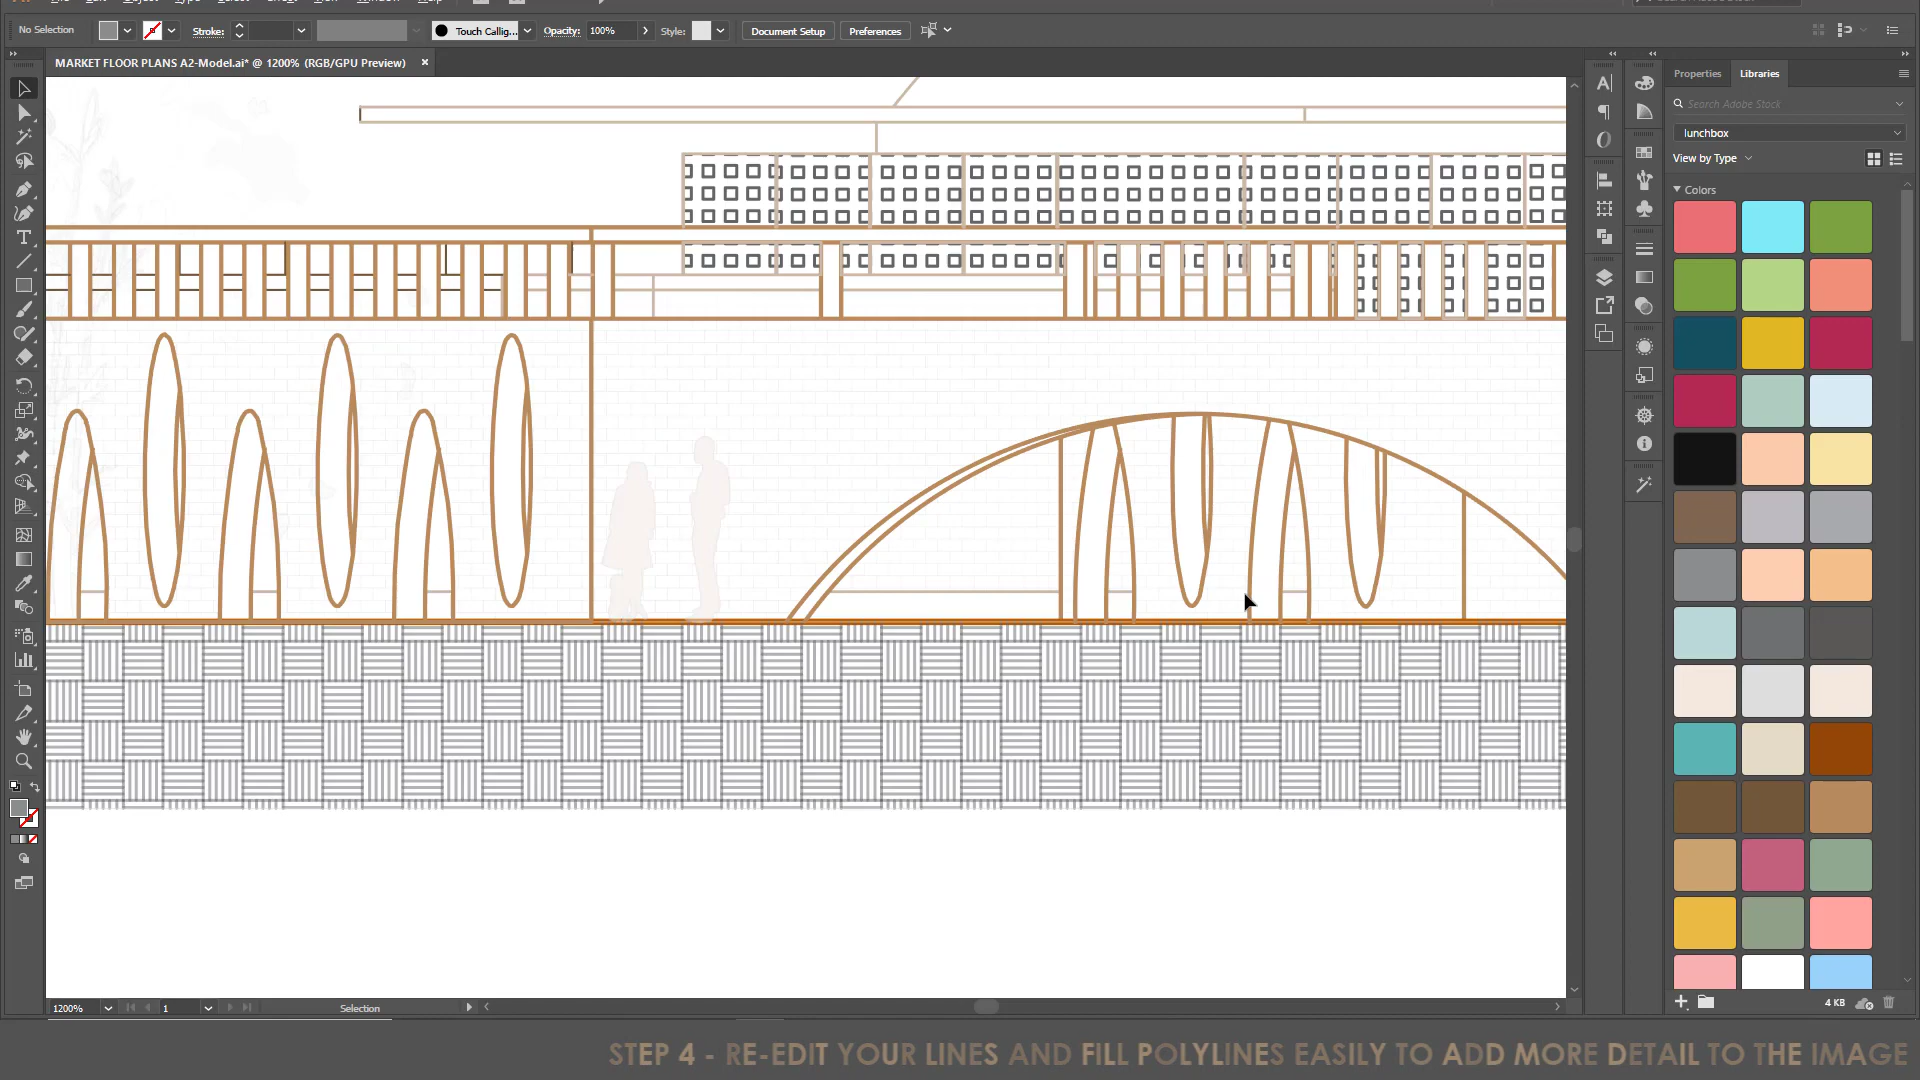 No Selection
Stroke:
Touch Callig...
Opacity:
100%
Style:
Document Setup
Preferences
MARKET FLOOR PLANS A2-Model.ai* @ 1200% (RGB/GPU Preview)
Properties
Libraries
Search Adobe Stock
lunchbox
View by Type
Colors
1200%
1
Selection
4 KB
STEP 4 - RE-EDIT YOUR LINES AND FILL POLYLINES EASILY TO ADD MORE DETAIL TO THE IMAGE